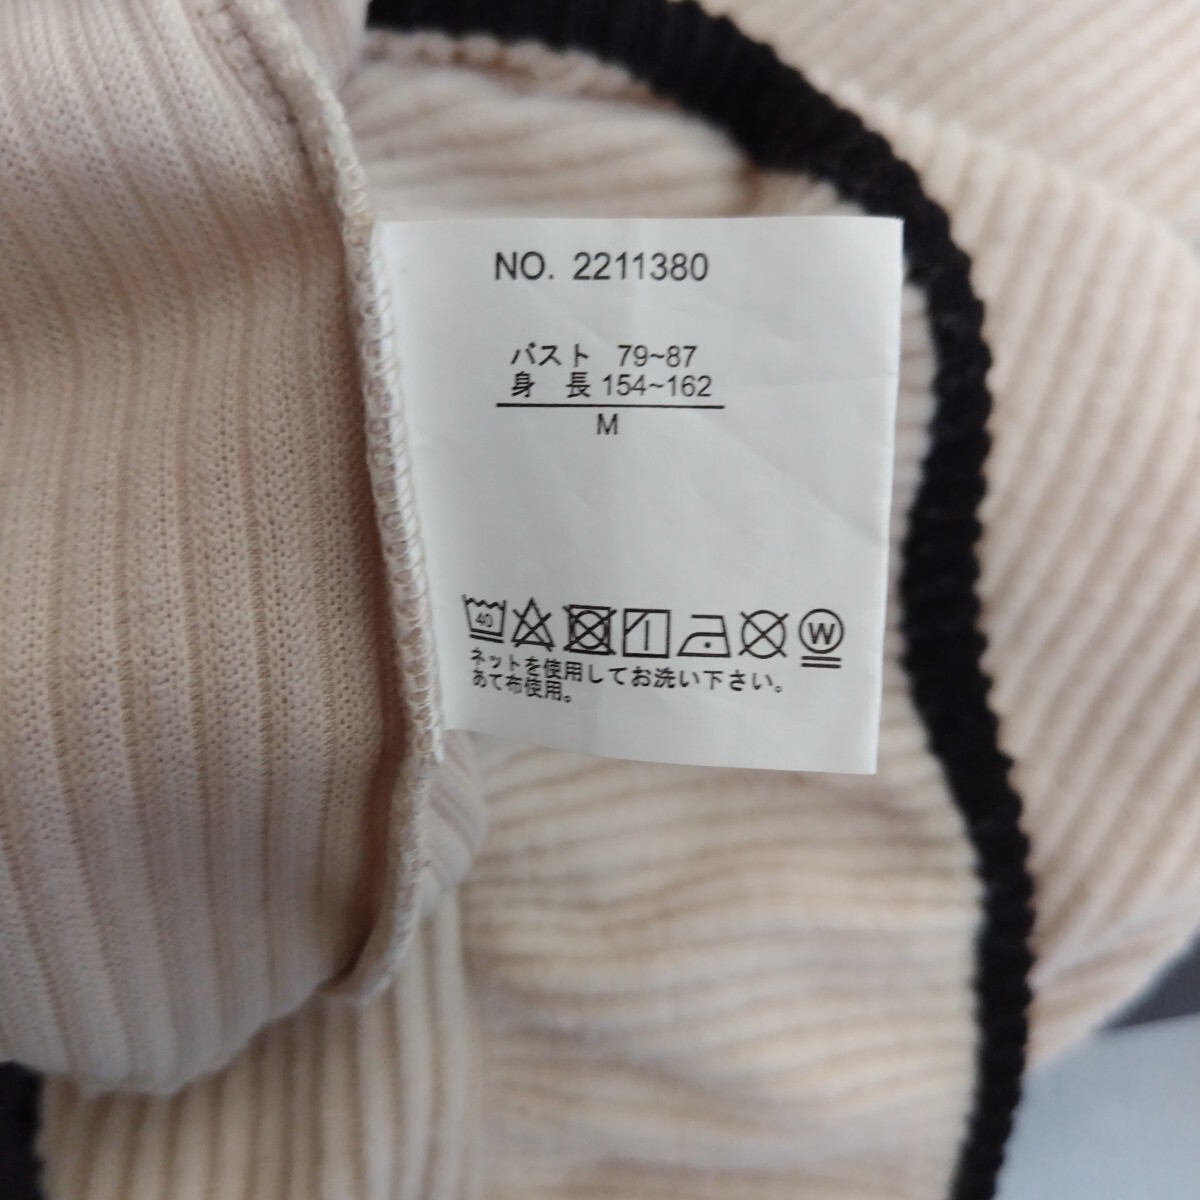 NO. 2211380
バスト 79~87
身 長 154~162
M
40 W
ネットを使用してお洗い下さい。
あて布使用。